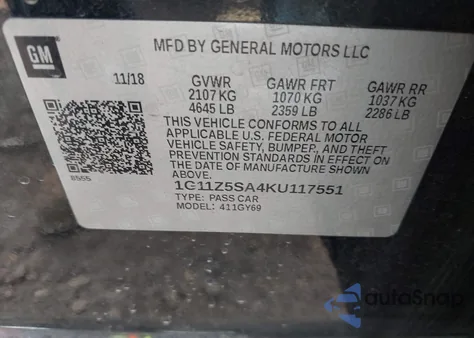 GM
MFD BY GENERAL MOTORS LLC
11/18 GVWR GAWR FRT GAWR RR
2107 KG 1070 KG 1037 KG
4645 LB 2359 LB 2286 LB
THIS VEHICLE CONFORMS TO ALL
APPLICABLE U.S. FEDERAL MOTOR
VEHICLE SAFETY, BUMPER, AND THEFT
PREVENTION STANDARDS IN EFFECT ON
THE DATE OF MANUFACTURE SHOWN
ABOVE.
1G11Z5SA4KU117551
TYPE: PASS CAR
MODEL: 411GY69
autoSnap